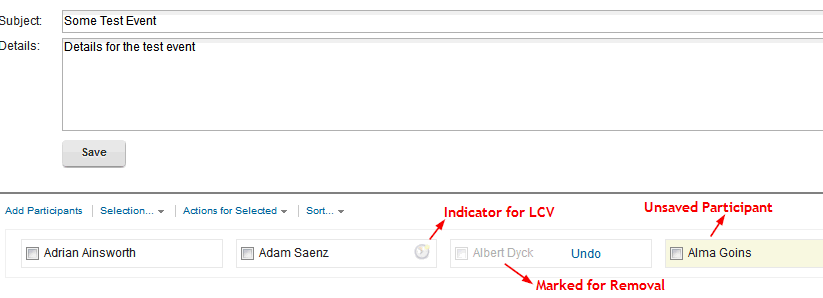 Subject: Some Test Event
Details: Details for the test event
Save
Add Participants Selection... Actions for Selected Sort... Indicator for LCV Unsaved Participant
Adrian Ainsworth Adam Saenz Albert Dyck Undo Alma Goins
Marked for Removal